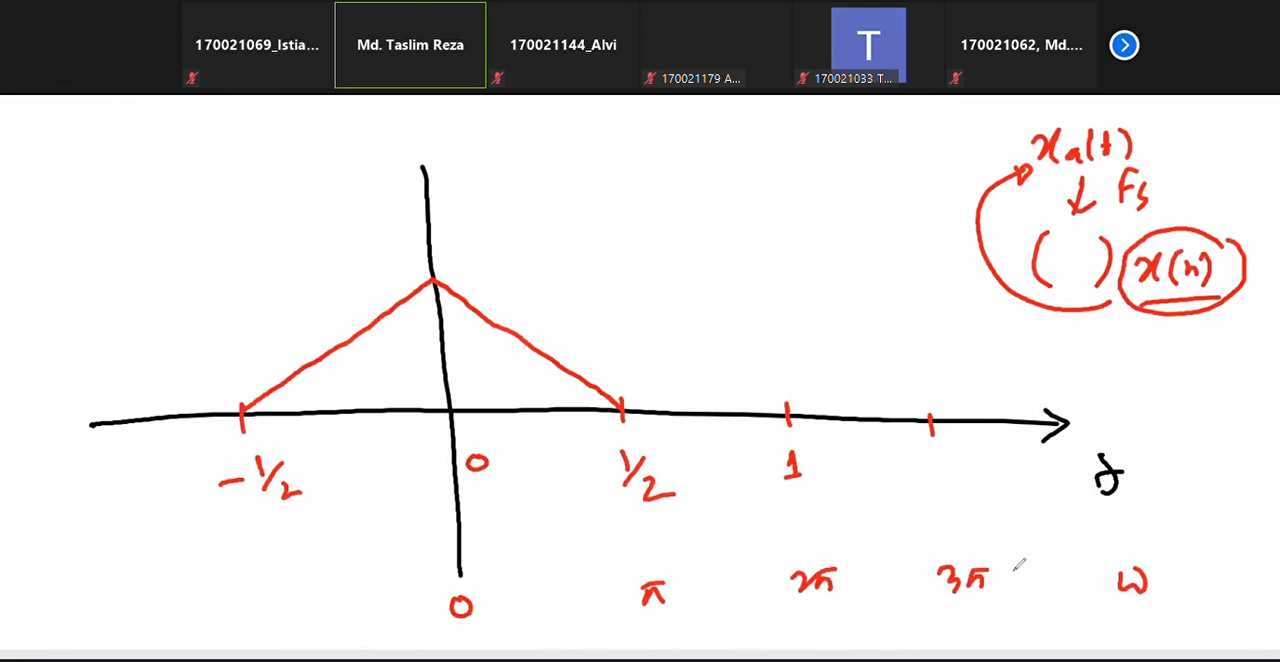 170021069_Istia...
Md. Taslim Reza
170021144_Alvi
170021179 A...
T
170021033 T...
170021062, Md....
xa(t)
↓ Fs
( ) x(n)
-1/2
0
1/2
1
f
0
π
2π
3π
ω